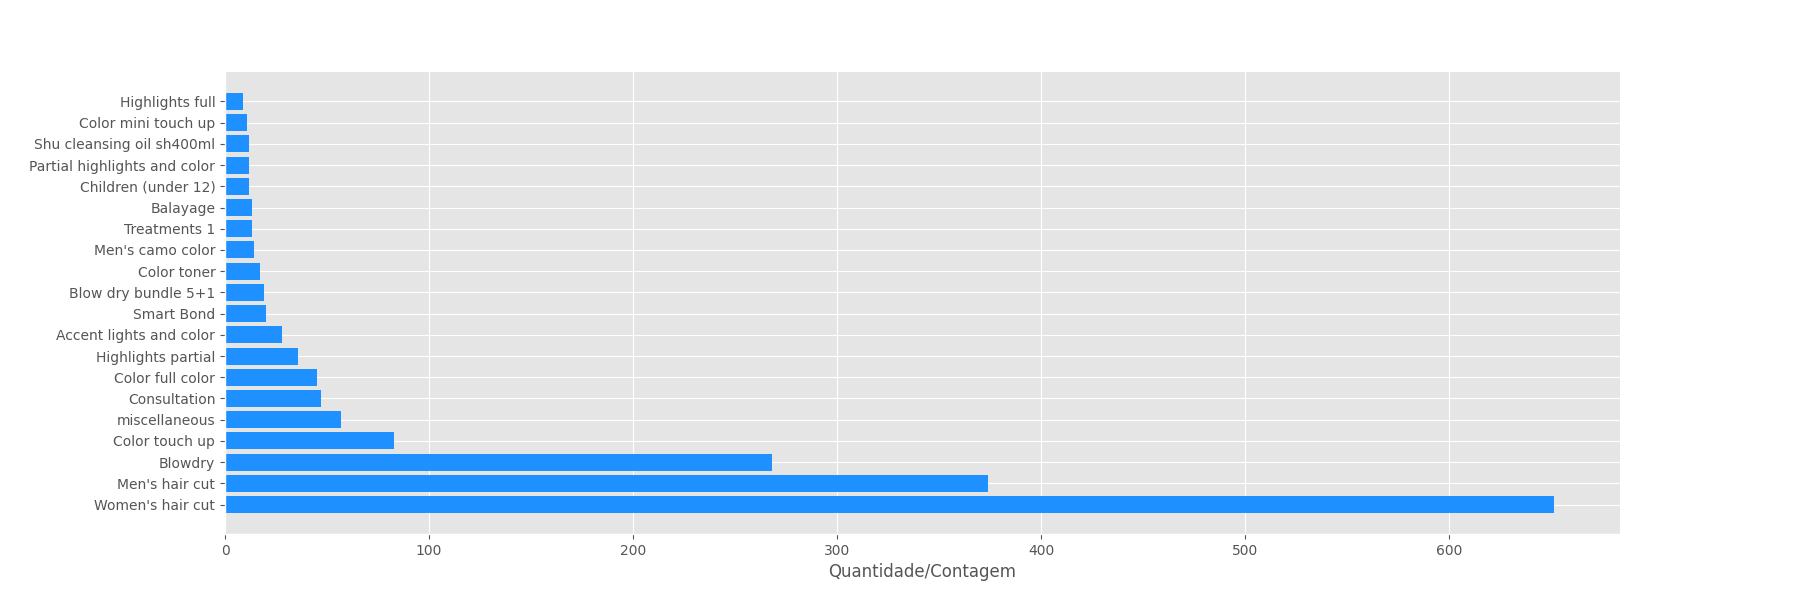 Highlights full
Color mini touch up
Shu cleansing oil sh400ml
Partial highlights and color
Children (under 12)
Balayage
Treatments 1
Men's camo color
Color toner
Blow dry bundle 5+1
Smart Bond
Accent lights and color
Highlights partial
Color full color
Consultation
miscellaneous
Color touch up
Blowdry
Men's hair cut
Women's hair cut
0 100 200 300 400 500 600
Quantidade/Contagem